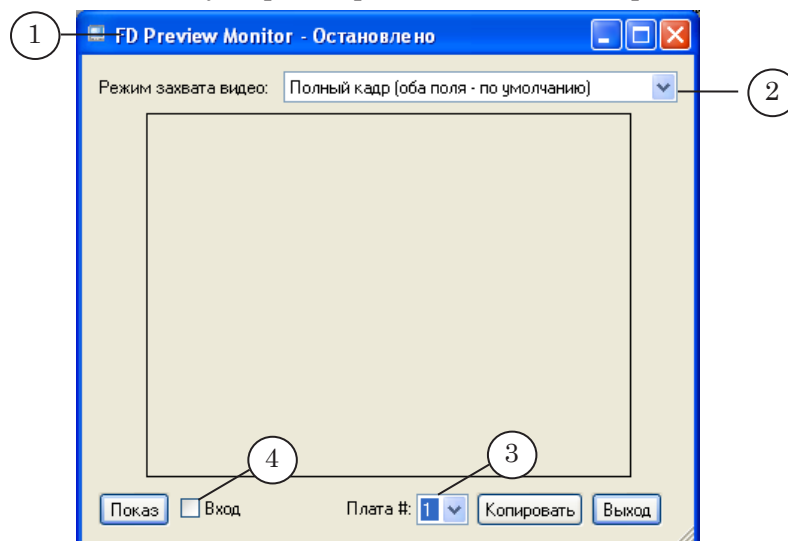 1
FD Preview Monitor - Остановлено
Режим захвата видео: Полный кадр (оба поля - по умолчанию)
2
4
3
Показ Вход Плата #: 1 Копировать Выход